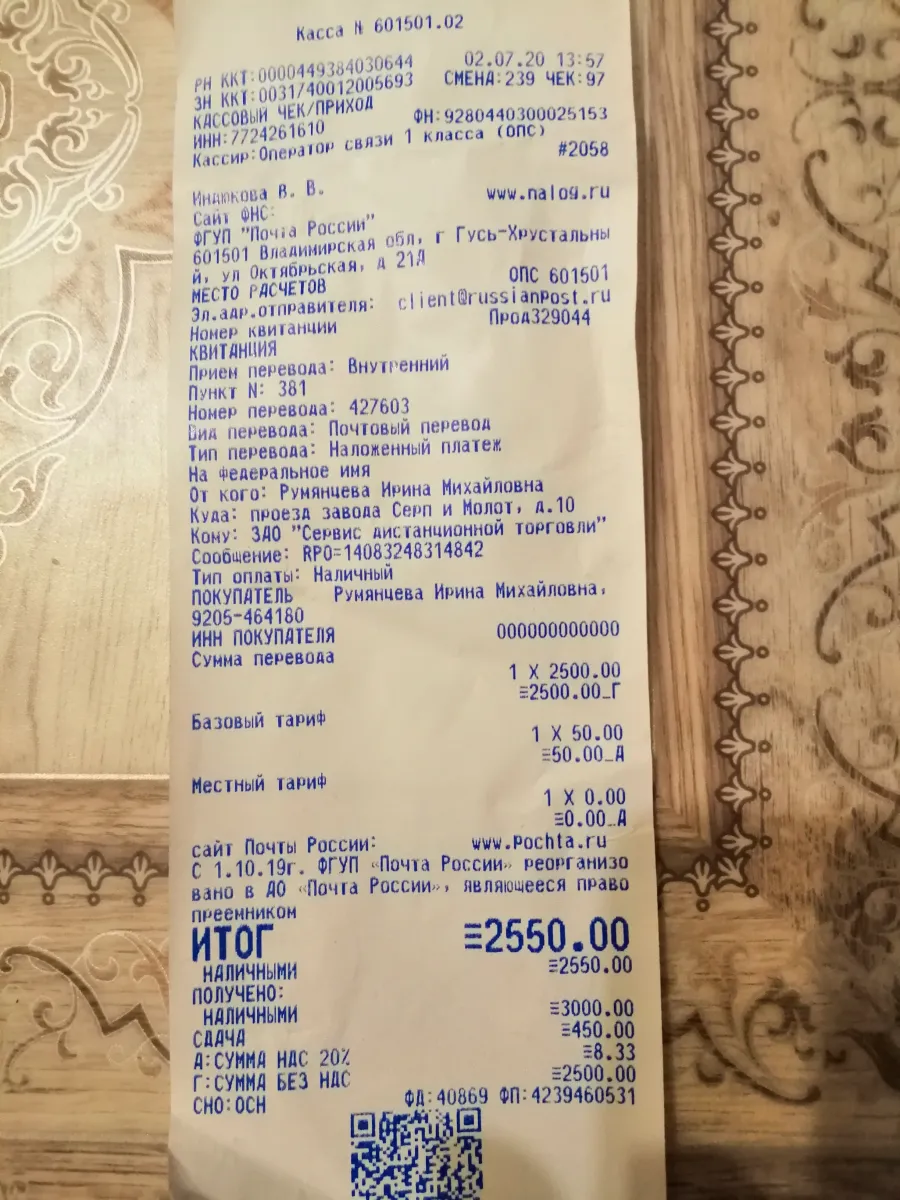 Касса N 601501.02
РН ККТ:0000449384030644 02.07.20 13:57
ЗН ККТ:0031740012005693 СМЕНА:239 ЧЕК:97
КАССОВЫЙ ЧЕК/ПРИХОД
ИНН:7724261610 ФН:9280440300025153
Кассир:Оператор связи 1 класса (ОПС)
#2058
Индюкова В. В.
Сайт ФНС: www.nalog.ru
ФГУП "Почта России"
601501 Владимирская обл, г Гусь-Хрустальны
й, ул Октябрьская, д 21А
МЕСТО РАСЧЕТОВ ОПС 601501
Эл.адр.отправителя: client@russianpost.ru
Номер квитанции Прод329044
КВИТАНЦИЯ
Прием перевода: Внутренний
Пункт N: 381
Номер перевода: 427603
Вид перевода: Почтовый перевод
Тип перевода: Наложенный платеж
На федеральное имя
От кого: Румянцева Ирина Михайловна
Куда: проезд завода Серп и Молот, д.10
Кому: ЗАО "Сервис дистанционной торговли"
Сообщение: RPO=14083248314842
Тип оплаты: Наличный
ПОКУПАТЕЛЬ Румянцева Ирина Михайловна,
9205-464180
ИНН ПОКУПАТЕЛЯ 000000000000
Сумма перевода
1 X 2500.00
≡2500.00_Г
Базовый тариф
1 X 50.00
≡50.00_А
Местный тариф
1 X 0.00
≡0.00_А
сайт Почты России: www.pochta.ru
С 1.10.19г. ФГУП «Почта России» реорганизо
вано в АО «Почта России», являющееся право
преемником
ИТОГ ≡2550.00
НАЛИЧНЫМИ ≡2550.00
ПОЛУЧЕНО:
НАЛИЧНЫМИ ≡3000.00
СДАЧА ≡450.00
А:СУММА НДС 20% ≡8.33
Г:СУММА БЕЗ НДС ≡2500.00
СНО:ОСН ФД:40869 ФП:4239460531